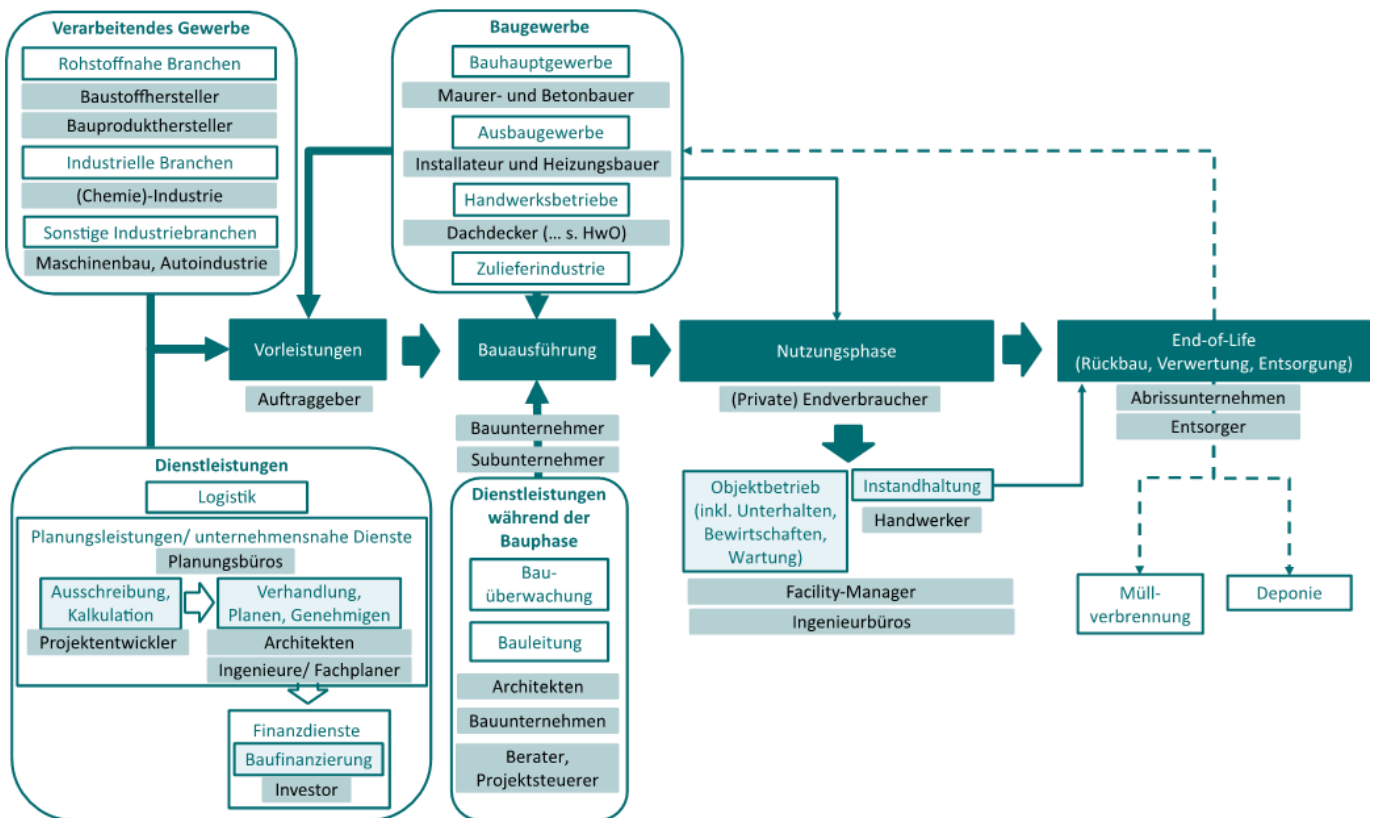 Verarbeitendes Gewerbe
Rohstoffnahe Branchen
Baustoffhersteller
Bauprodukthersteller
Industrielle Branchen
(Chemie)-Industrie
Sonstige Industriebranchen
Maschinenbau, Autoindustrie
Baugewerbe
Bauhauptgewerbe
Maurer- und Betonbauer
Ausbaugewerbe
Installateur und Heizungsbauer
Handwerksbetriebe
Dachdecker (... s. HwO)
Zulieferindustrie
Vorleistungen
Auftraggeber
Bauausführung
Bauunternehmer
Subunternehmer
Nutzungsphase
(Private) Endverbraucher
End-of-Life
(Rückbau, Verwertung, Entsorgung)
Abrissunternehmen
Entsorger
Dienstleistungen
Logistik
Planungsleistungen/ unternehmensnahe Dienste
Planungsbüros
Ausschreibung,
Kalkulation
Projektentwickler
Verhandlung,
Planen, Genehmigen
Architekten
Ingenieure/ Fachplaner
Finanzdienste
Baufinanzierung
Investor
Dienstleistungen
während der
Bauphase
Bau-
überwachung
Bauleitung
Architekten
Bauunternehmen
Berater,
Projektsteuerer
Objektbetrieb
(inkl. Unterhalten,
Bewirtschaften,
Wartung)
Instandhaltung
Handwerker
Facility-Manager
Ingenieurbüros
Müll-
verbrennung
Deponie